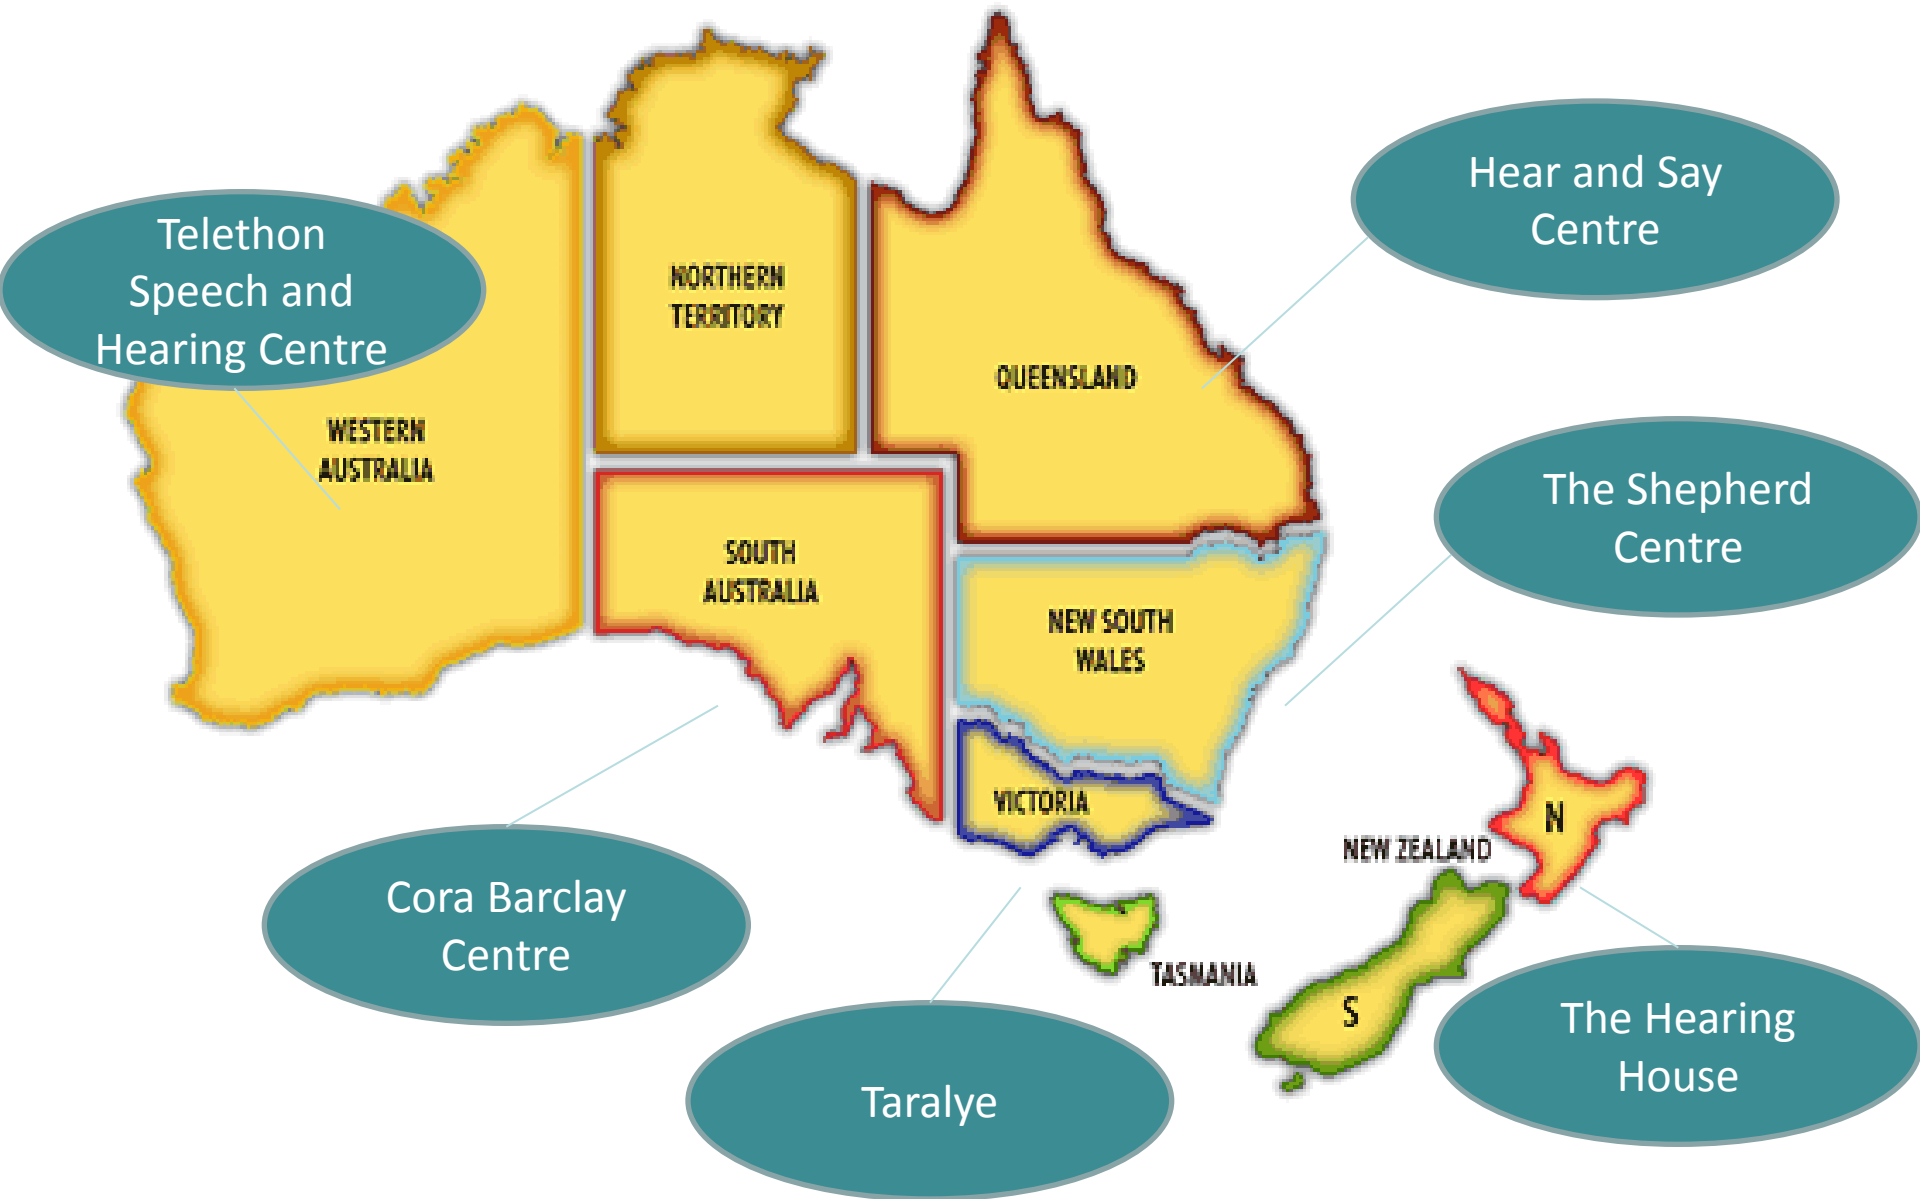 Hear and Say
Centre
Telethon
Speech and
Hearing Centre
NORTHERN
TERRITORY
QUEENSLAND
WESTERN
AUSTRALIA
The Shepherd
Centre
SOUTH
AUSTRALIA
NEW SOUTH
WALES
VICTORIA
N
NEW ZEALAND
Cora Barclay
Centre
TASMANIA
S
The Hearing
House
Taralye